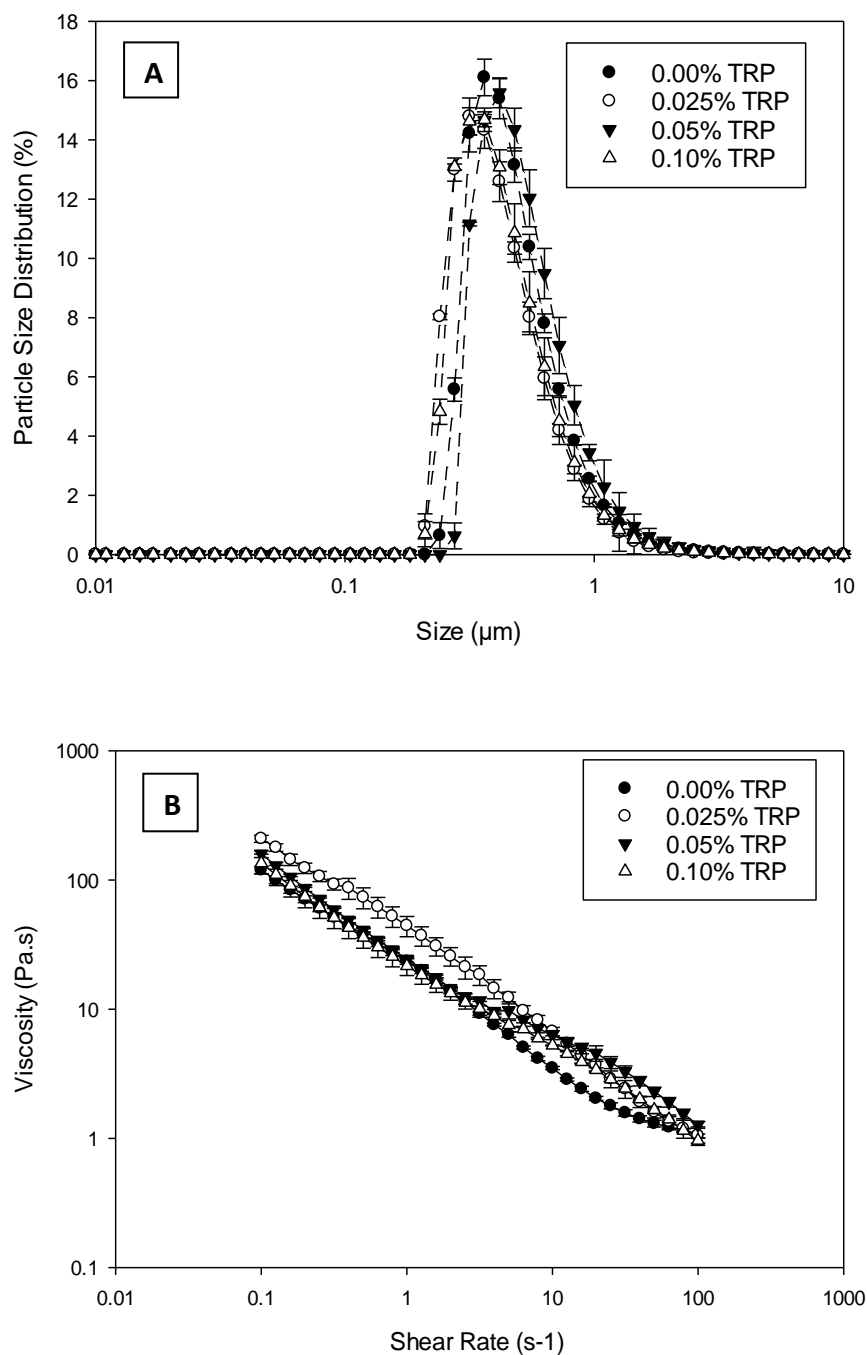 A
0.00% TRP
0.025% TRP
0.05% TRP
0.10% TRP
Particle Size Distribution (%)
18
16
14
12
10
8
6
4
2
0
0.01 0.1 1 10
Size (µm)
B
0.00% TRP
0.025% TRP
0.05% TRP
0.10% TRP
Viscosity (Pa.s)
1000
100
10
1
0.1
0.01 0.1 1 10 100 1000
Shear Rate (s-1)